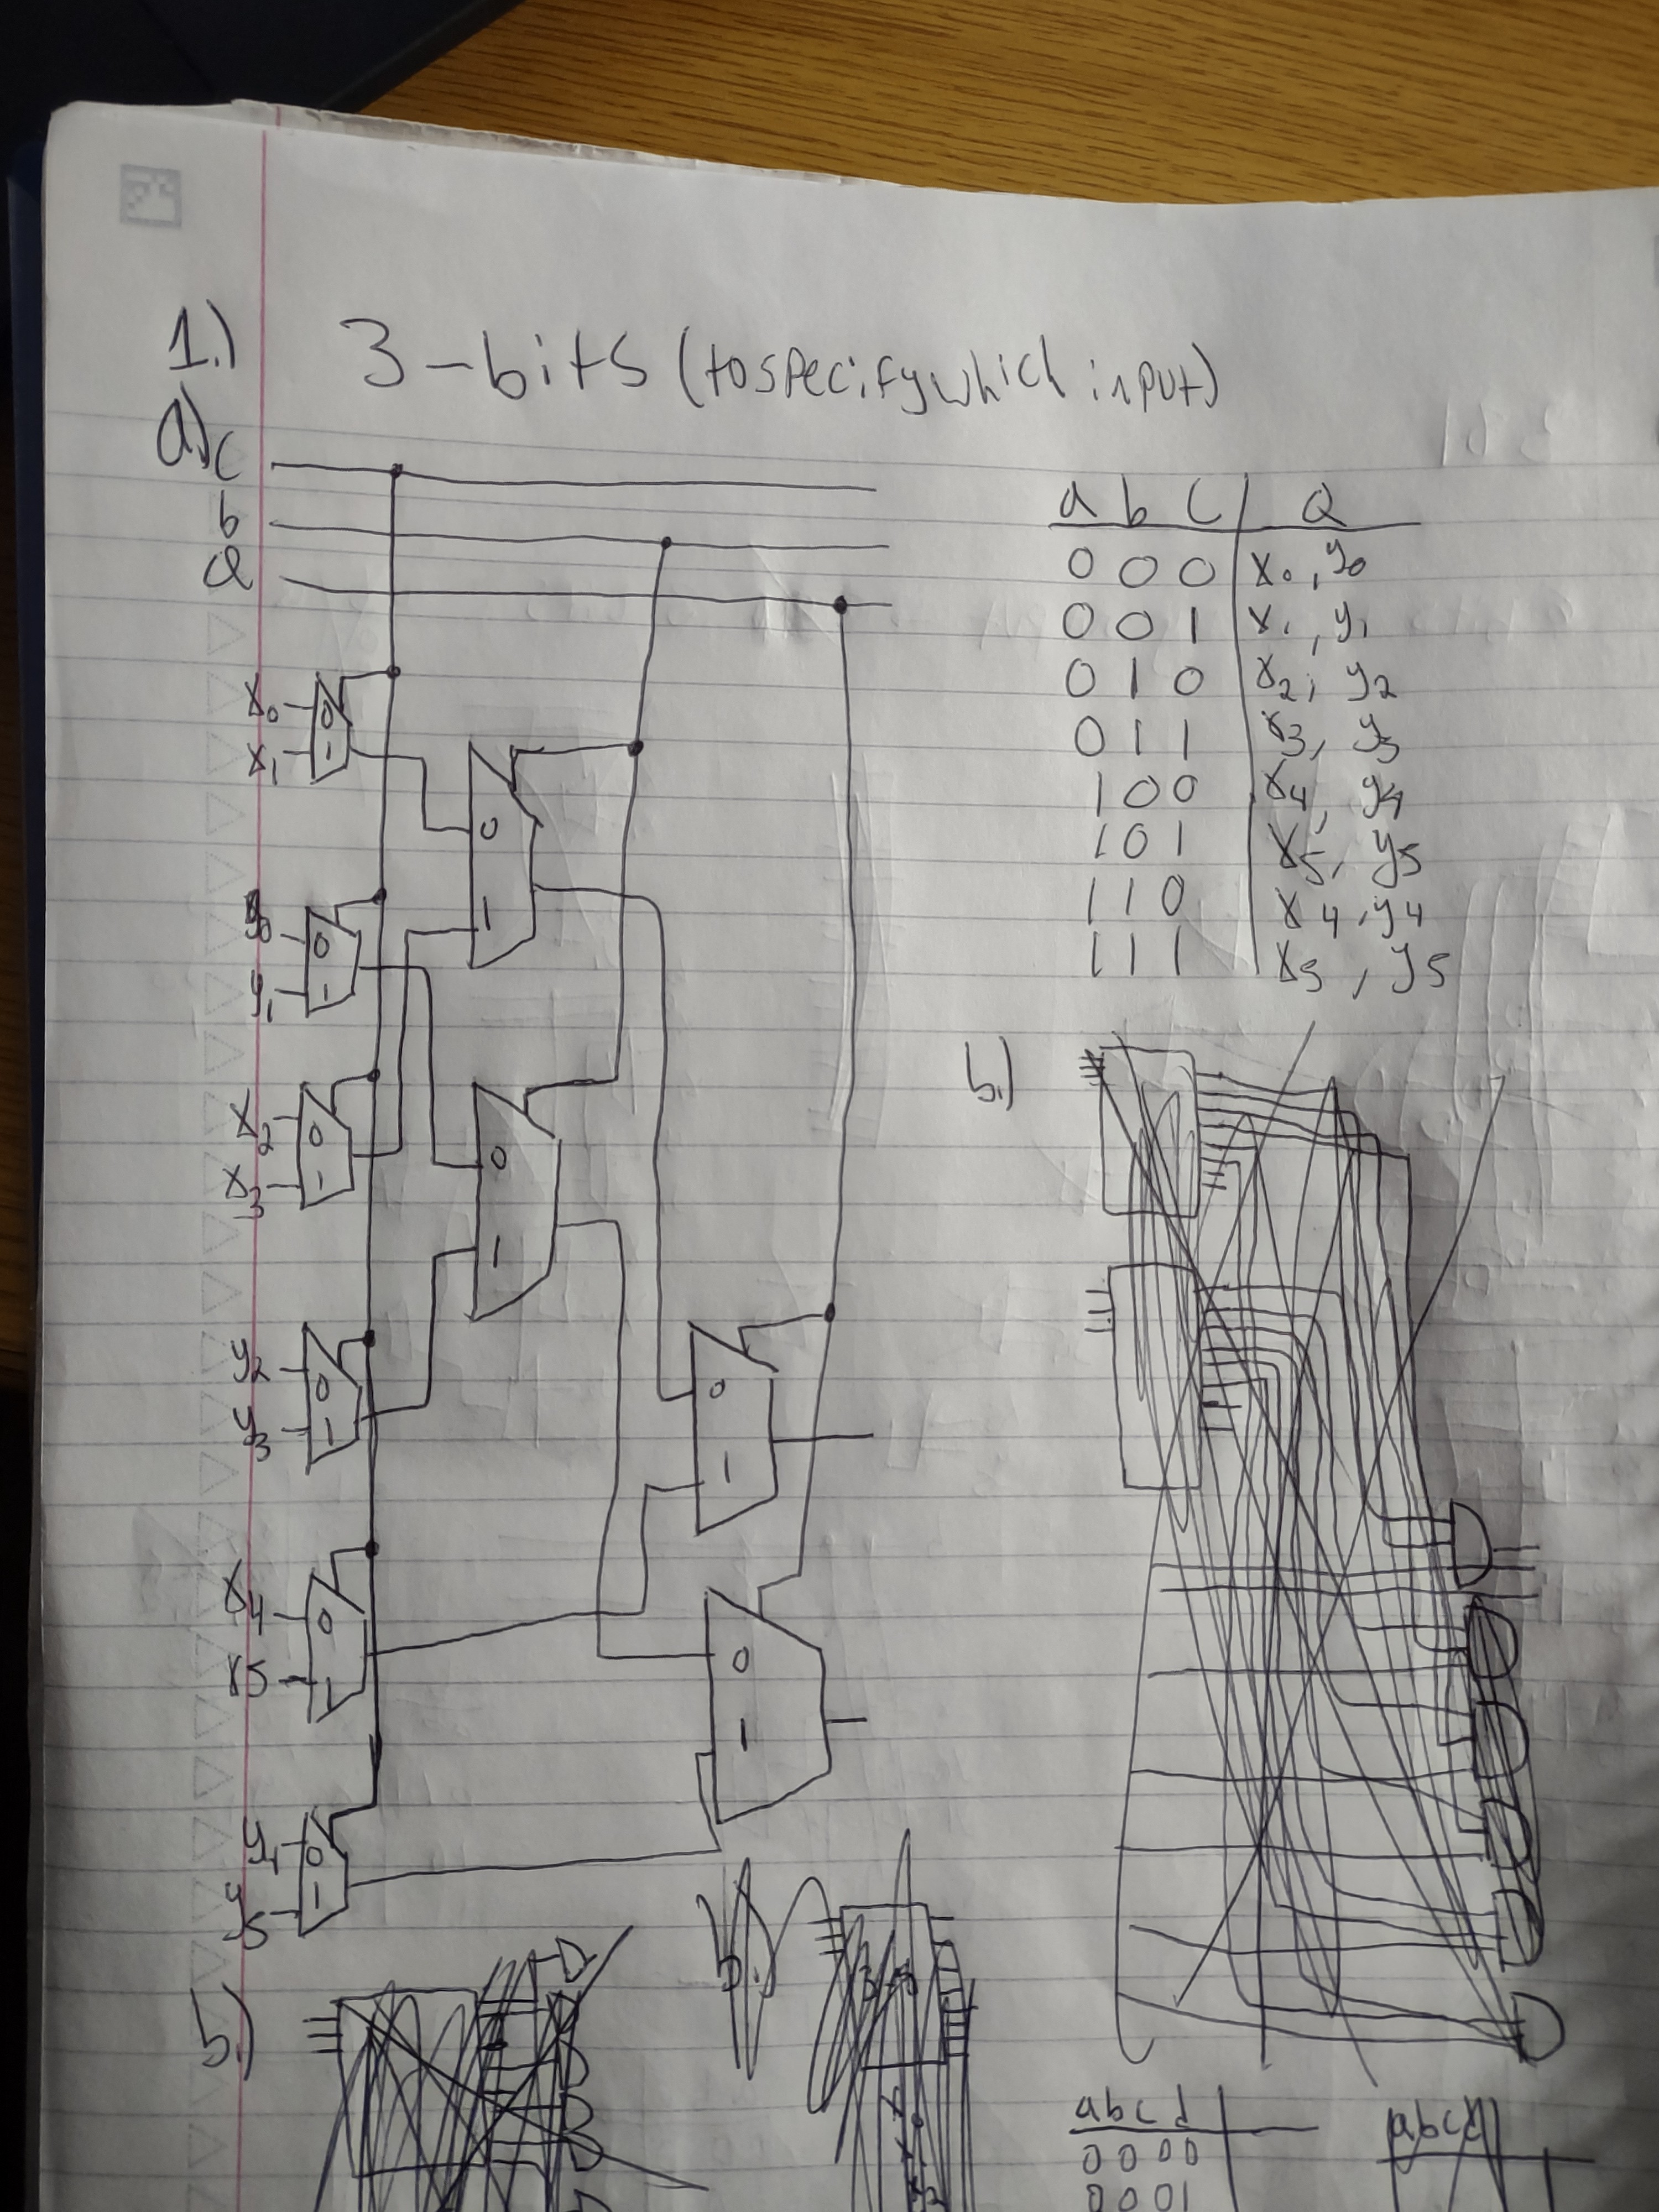 1.) 3-bits (to specify which input)
a)
c
b
a
a b c | Q
0 0 0 | x0, y0
0 0 1 | x1, y1
0 1 0 | x2, y2
0 1 1 | x3, y3
1 0 0 | x4, y4
1 0 1 | x5, y5
1 1 0 | x4, y4
1 1 1 | x5, y5
x0 0
x1 1
0
1
y0 0
y1 1
x2 0
x3 1
0
1
y2 0
y3 1
0
1
x4 0
x5 1
0
1
y4 0
y5 1
b.)
b.)
b.)
a b c d
0 0 0 0
0 0 0 1
a b c d